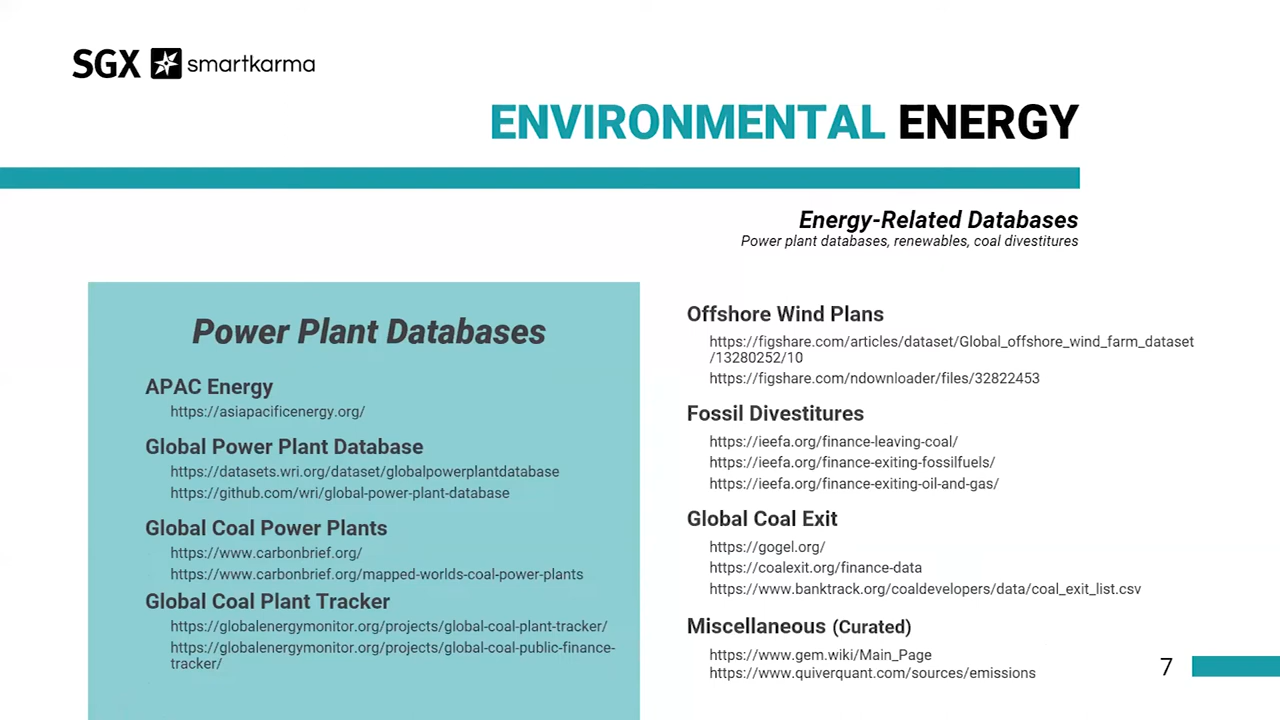 SGX smartkarma
ENVIRONMENTAL ENERGY
Energy-Related Databases
Power plant databases, renewables, coal divestitures
Power Plant Databases
APAC Energy
https://asiapacificenergy.org/
Global Power Plant Database
https://datasets.wri.org/dataset/globalpowerplantdatabase
https://github.com/wri/global-power-plant-database
Global Coal Power Plants
https://www.carbonbrief.org/
https://www.carbonbrief.org/mapped-worlds-coal-power-plants
Global Coal Plant Tracker
https://globalenergymonitor.org/projects/global-coal-plant-tracker/
https://globalenergymonitor.org/projects/global-coal-public-finance-
tracker/
Offshore Wind Plans
https://figshare.com/articles/dataset/Global_offshore_wind_farm_dataset
/13280252/10
https://figshare.com/ndownloader/files/32822453
Fossil Divestitures
https://ieefa.org/finance-leaving-coal/
https://ieefa.org/finance-exiting-fossilfuels/
https://ieefa.org/finance-exiting-oil-and-gas/
Global Coal Exit
https://gogel.org/
https://coalexit.org/finance-data
https://www.banktrack.org/coaldevelopers/data/coal_exit_list.csv
Miscellaneous (Curated)
https://www.gem.wiki/Main_Page
https://www.quiverquant.com/sources/emissions
7